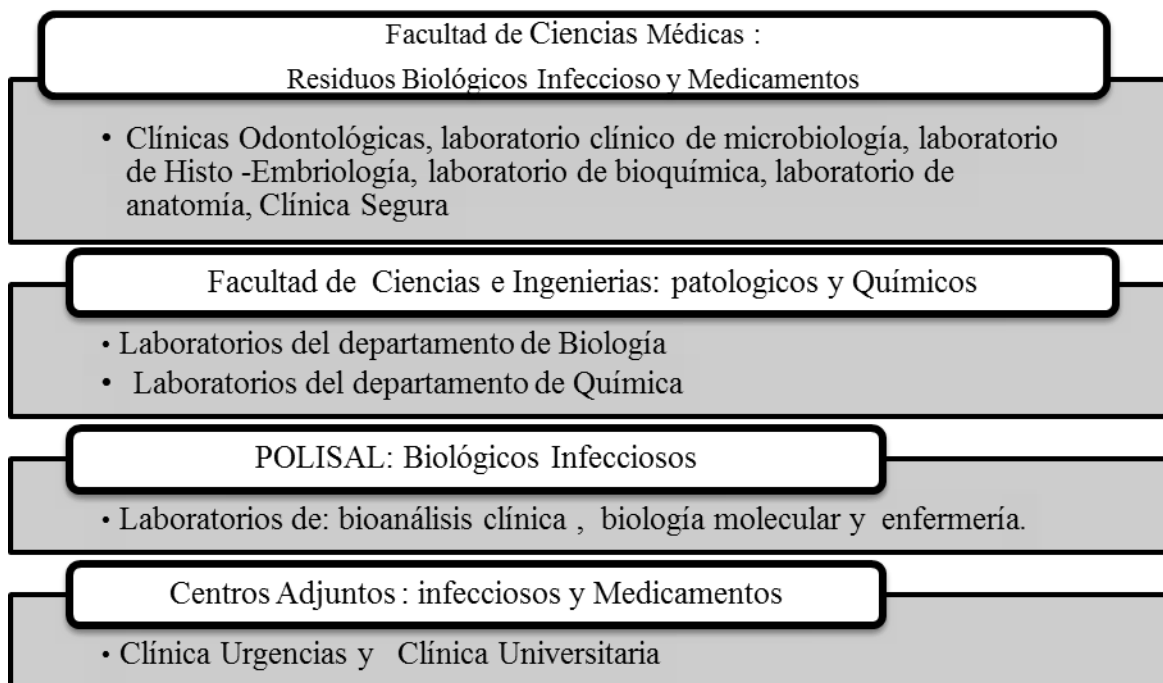 Facultad de Ciencias Médicas :
Residuos Biológicos Infeccioso y Medicamentos
• Clínicas Odontológicas, laboratorio clínico de microbiología, laboratorio
de Histo -Embriología, laboratorio de bioquímica, laboratorio de
anatomía, Clínica Segura
Facultad de Ciencias e Ingenierias: patologicos y Químicos
• Laboratorios del departamento de Biología
• Laboratorios del departamento de Química
POLISAL: Biológicos Infecciosos
• Laboratorios de: bioanálisis clínica , biología molecular y enfermería.
Centros Adjuntos : infecciosos y Medicamentos
• Clínica Urgencias y Clínica Universitaria